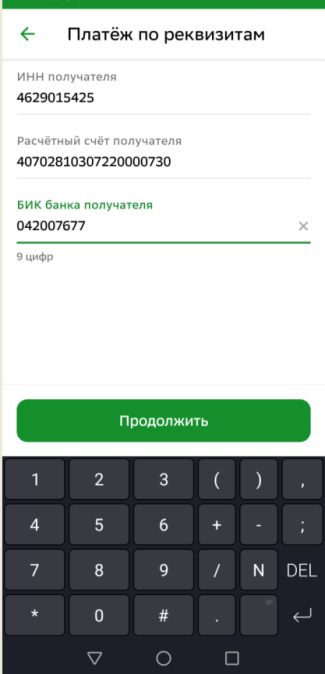 Платёж по реквизитам
ИНН получателя
4629015425
Расчётный счёт получателя
40702810307220000730
БИК банка получателя
042007677
9 цифр
Продолжить
1 2 3 ( ) ,
4 5 6 + - ;
7 8 9 / N DEL
* 0 # .